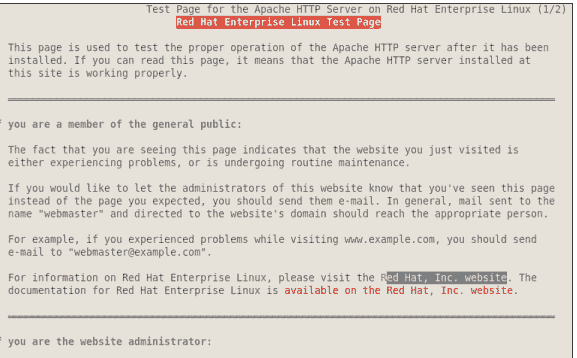 Test Page for the Apache HTTP Server on Red Hat Enterprise Linux (1/2)
Red Hat Enterprise Linux Test Page
This page is used to test the proper operation of the Apache HTTP server after it has been
installed. If you can read this page, it means that the Apache HTTP server installed at
this site is working properly.
f you are a member of the general public:
The fact that you are seeing this page indicates that the website you just visited is
either experiencing problems, or is undergoing routine maintenance.
If you would like to let the administrators of this website know that you've seen this page
instead of the page you expected, you should send them e-mail. In general, mail sent to the
name "webmaster" and directed to the website's domain should reach the appropriate person.
For example, if you experienced problems while visiting www.example.com, you should send
e-mail to "webmaster@example.com".
For information on Red Hat Enterprise Linux, please visit the Red Hat, Inc. website. The
documentation for Red Hat Enterprise Linux is available on the Red Hat, Inc. website.
f you are the website administrator: